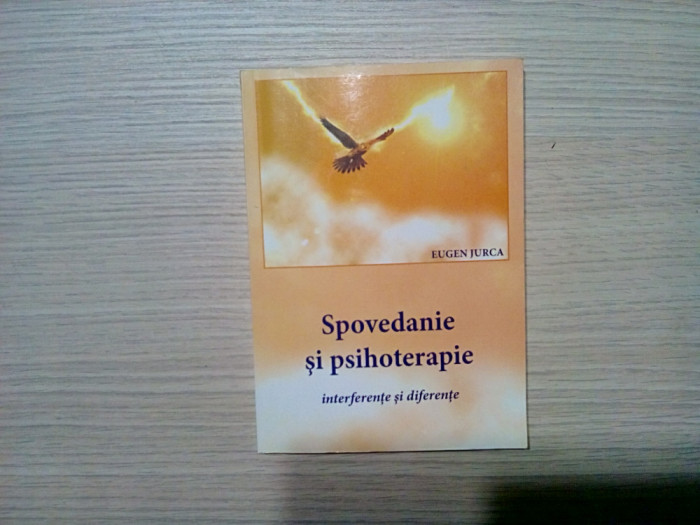 EUGEN JURCA
Spovedanie
și psihoterapie
interferențe și diferențe